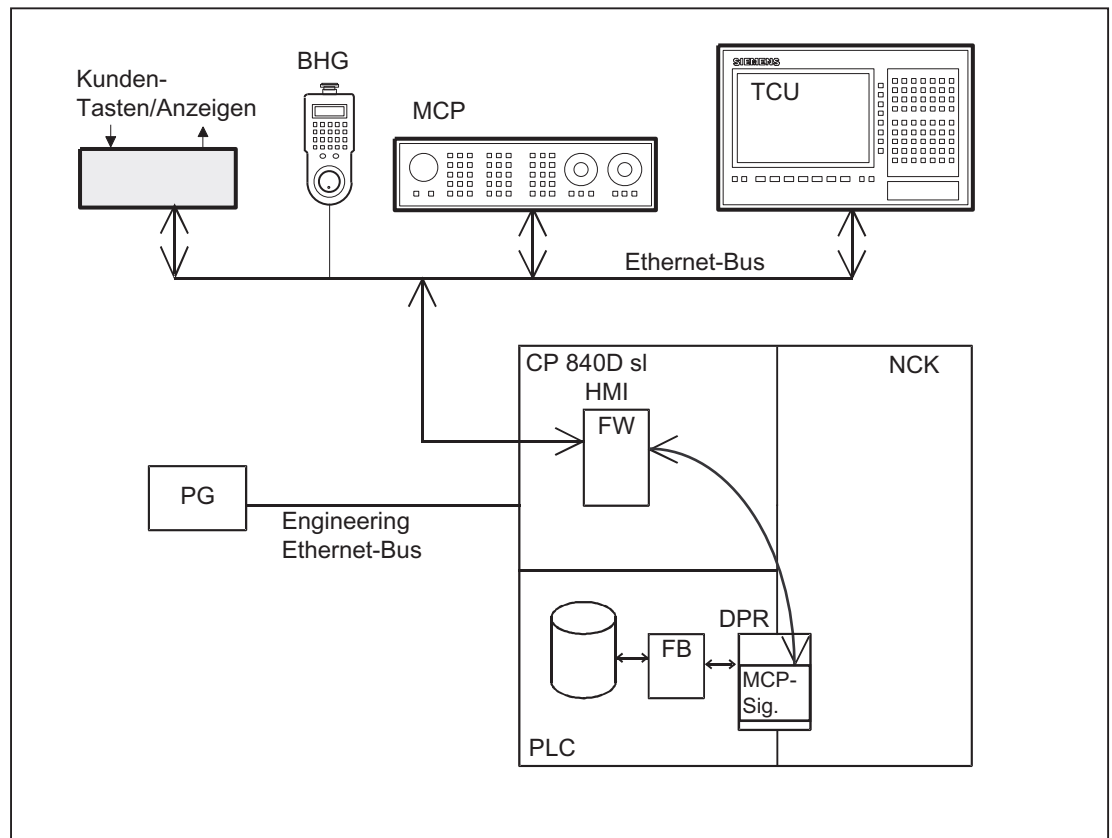 Kunden-
Tasten/Anzeigen
BHG
MCP
SIEMENS
TCU
Ethernet-Bus
CP 840D sl
HMI
FW
NCK
PG
Engineering
Ethernet-Bus
DPR
FB
MCP-
Sig.
PLC